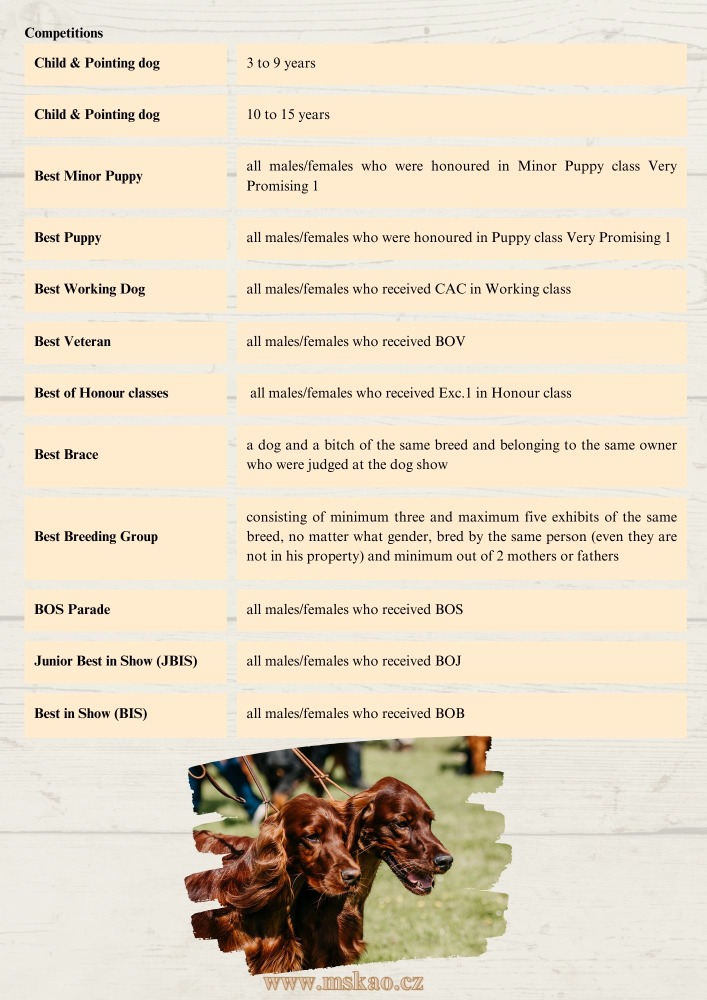 Competitions
Child & Pointing dog
3 to 9 years
Child & Pointing dog
10 to 15 years
Best Minor Puppy
all males/females who were honoured in Minor Puppy class Very
Promising 1
Best Puppy
all males/females who were honoured in Puppy class Very Promising 1
Best Working Dog
all males/females who received CAC in Working class
Best Veteran
all males/females who received BOV
Best of Honour classes
all males/females who received Exc.1 in Honour class
Best Brace
a dog and a bitch of the same breed and belonging to the same owner
who were judged at the dog show
Best Breeding Group
consisting of minimum three and maximum five exhibits of the same
breed, no matter what gender, bred by the same person (even they are
not in his property) and minimum out of 2 mothers or fathers
BOS Parade
all males/females who received BOS
Junior Best in Show (JBIS)
all males/females who received BOJ
Best in Show (BIS)
all males/females who received BOB
www.mskao.cz